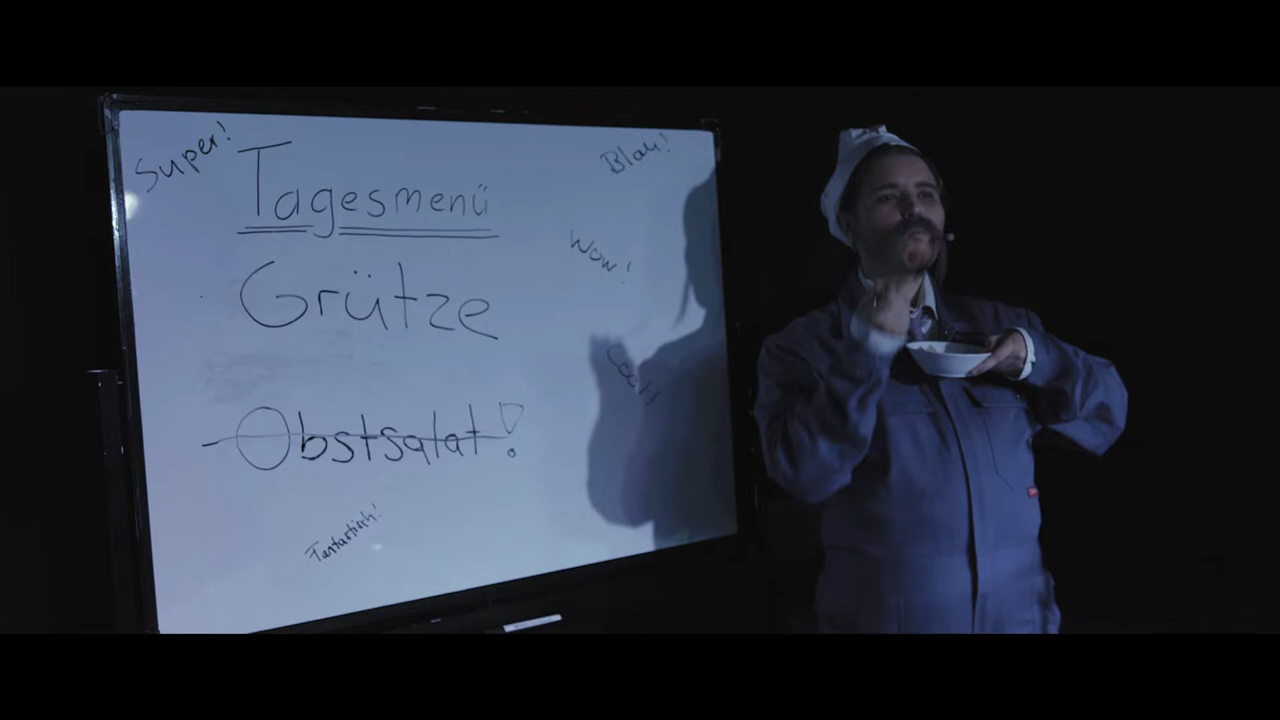 Super!
Tagesmenü
Blau!
Wow!
Grütze
Cool!
Obstsalat!
Fantastisch!